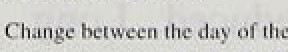 Change between the day of the